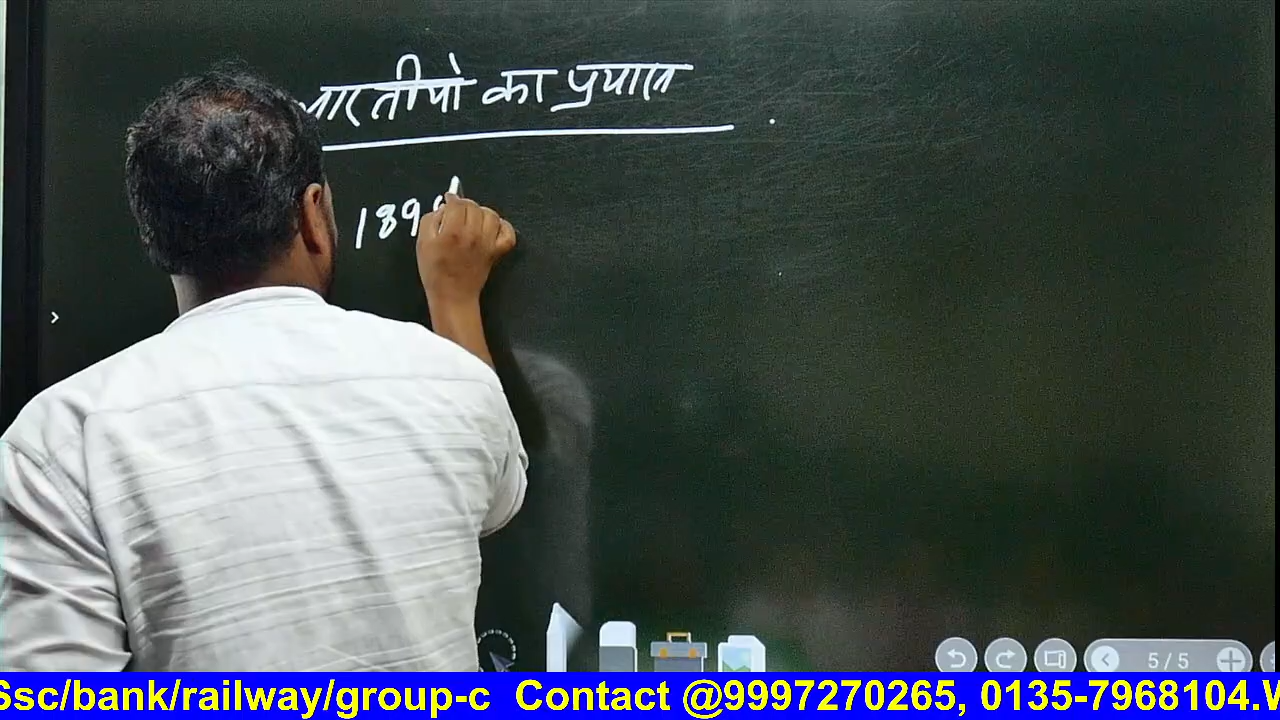 भारतीयो का प्रयास
189
5/5
Ssc/bank/railway/group-c Contact @9997270265, 0135-7968104.W